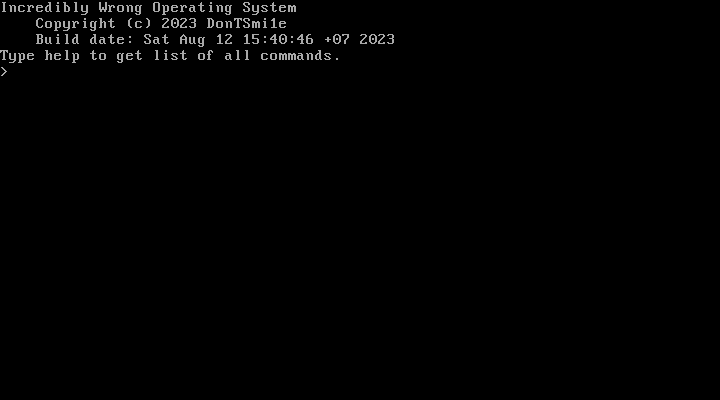 Incredibly Wrong Operating System
Copyright (c) 2023 DonTSmi1e
Build date: Sat Aug 12 15:40:46 +07 2023
Type help to get list of all commands.
>